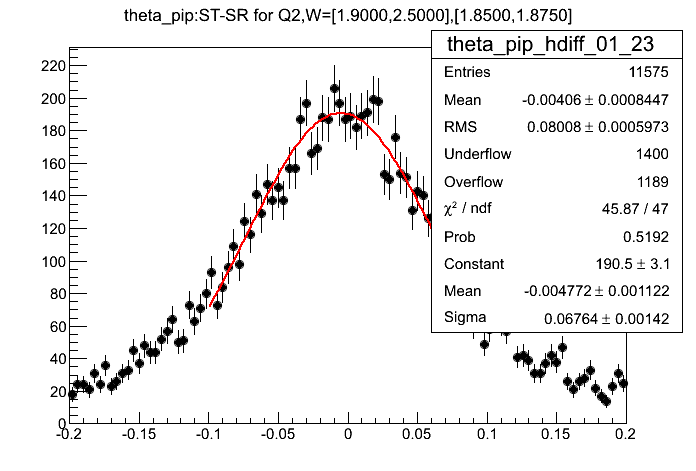 theta_pip:ST-SR for Q2,W=[1.9000,2.5000],[1.8500,1.8750]
theta_pip_hdiff_01_23
Entries 11575
Mean -0.00406 ± 0.0008447
RMS 0.08008 ± 0.0005973
Underflow 1400
Overflow 1189
χ² / ndf 45.87 / 47
Prob 0.5192
Constant 190.5 ± 3.1
Mean -0.004772 ± 0.001122
Sigma 0.06764 ± 0.00142
220
200
180
160
140
120
100
80
60
40
20
0
-0.2 -0.15 -0.1 -0.05 0 0.05 0.1 0.15 0.2